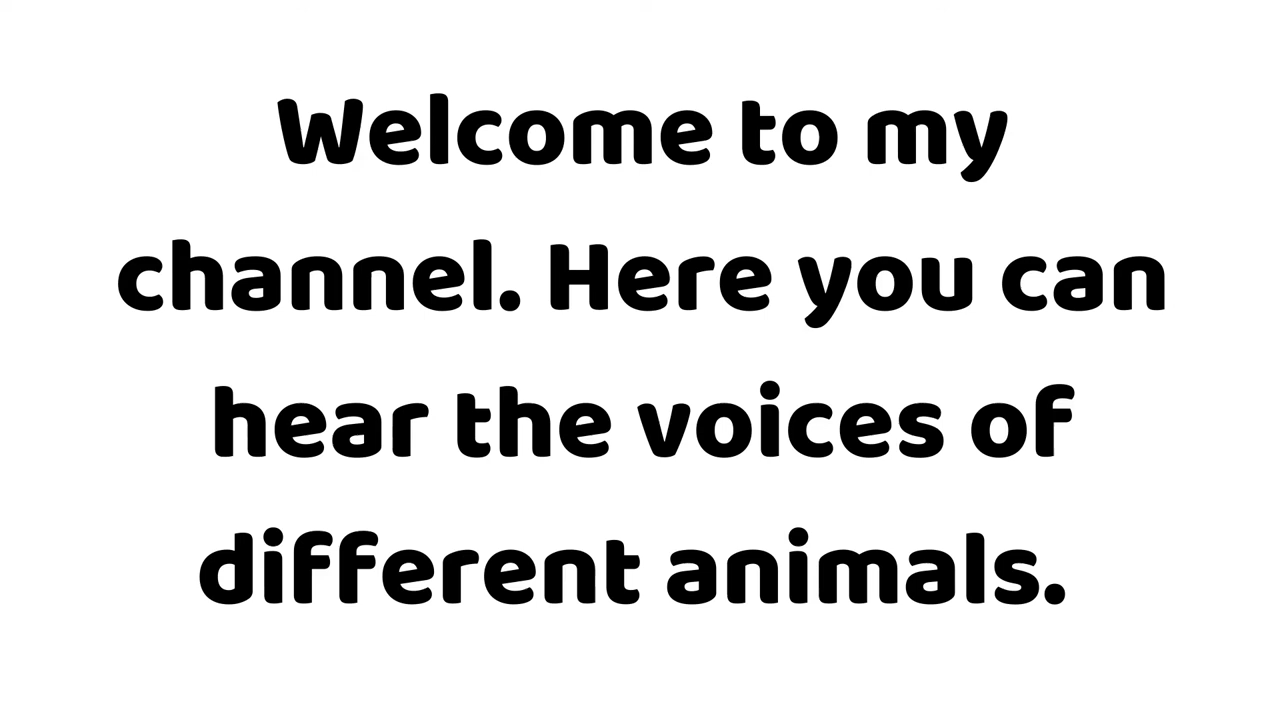 Welcome to my
channel. Here you can
hear the voices of
different animals.